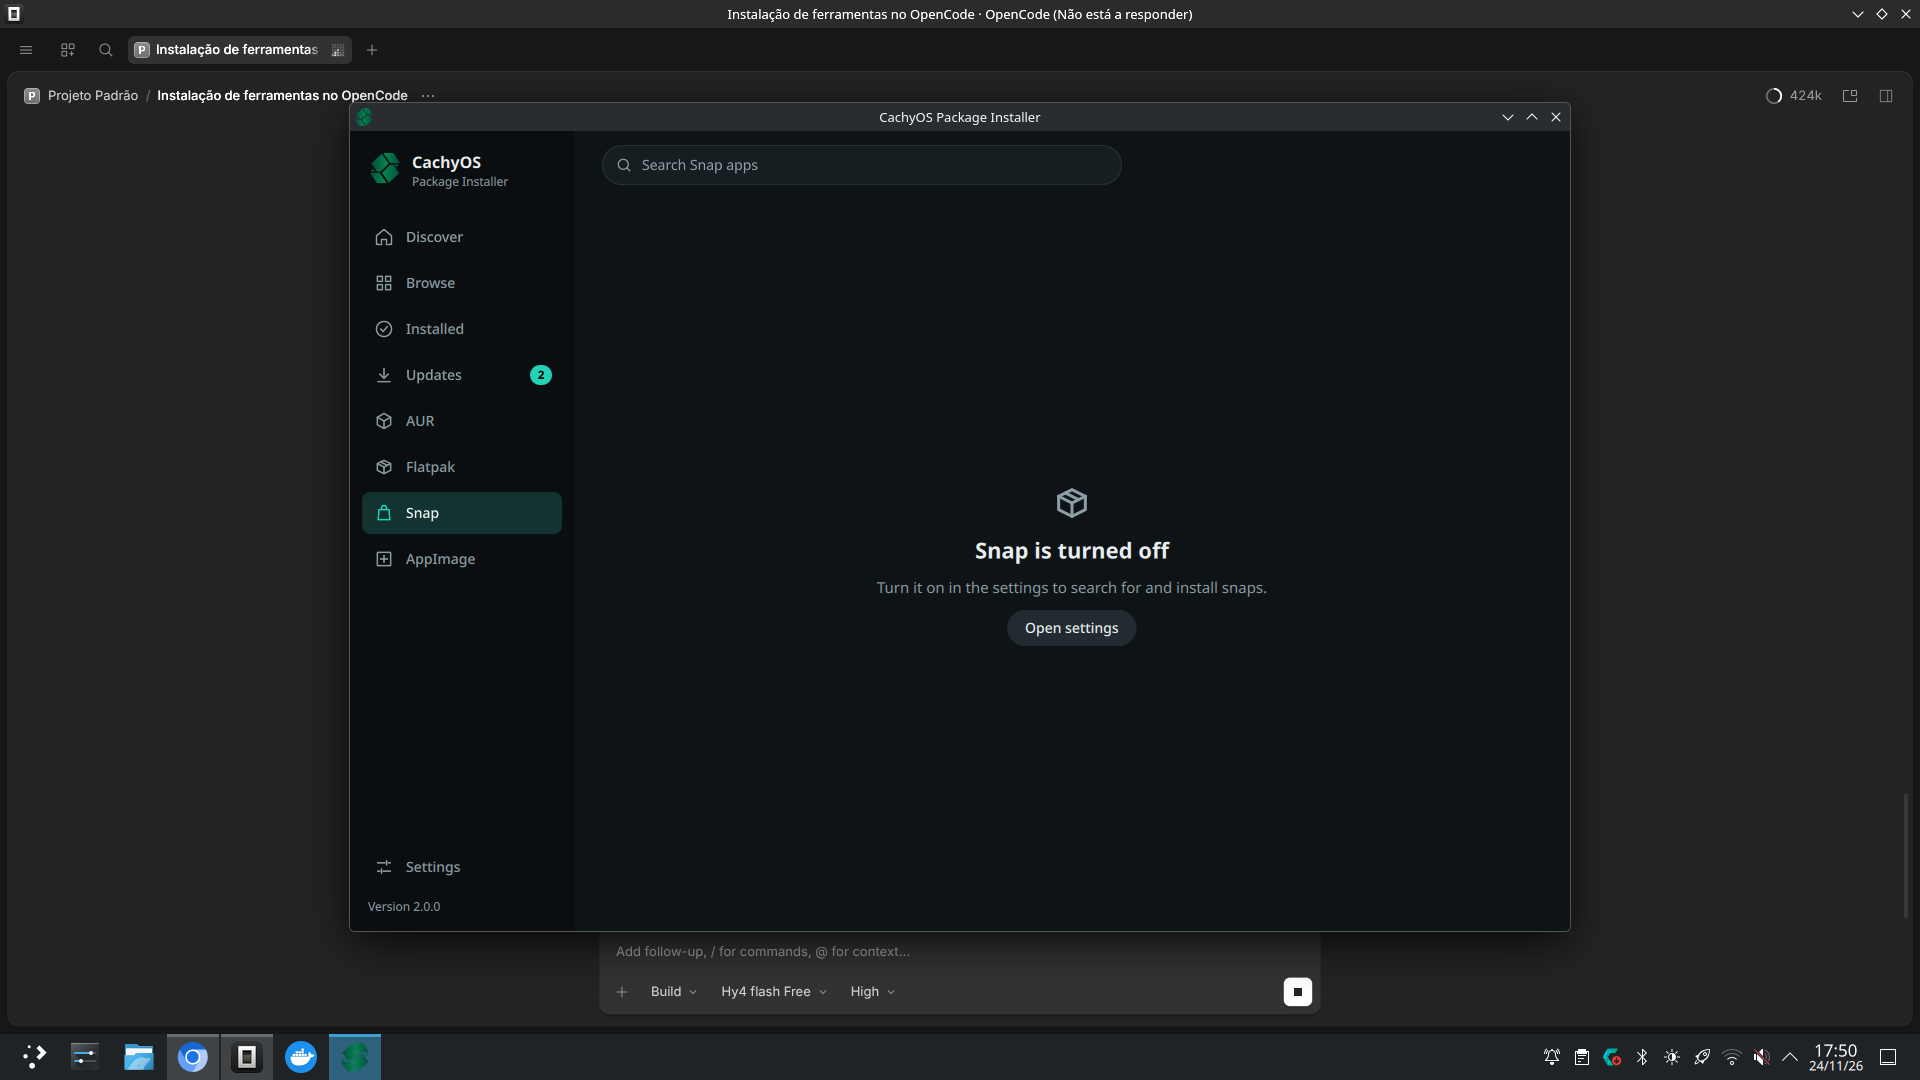 Instalação de ferramentas no OpenCode · OpenCode (Não está a responder)
P Instalação de ferramentas
P Projeto Padrão / Instalação de ferramentas no OpenCode ...
424k
CachyOS Package Installer
CachyOS
Package Installer
Search Snap apps
Discover
Browse
Installed
Updates 2
AUR
Flatpak
Snap
AppImage
Snap is turned off
Turn it on in the settings to search for and install snaps.
Open settings
Settings
Version 2.0.0
Add follow-up, / for commands, @ for context...
Build Hy4 flash Free High
17:50
24/11/26